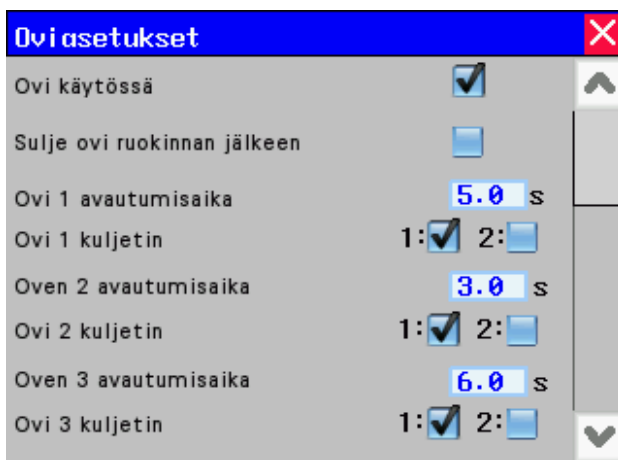 Oviasetukset
Ovi käytössä
Sulje ovi ruokinnan jälkeen
Ovi 1 avautumisaika 5.0 s
Ovi 1 kuljetin 1: 2:
Oven 2 avautumisaika 3.0 s
Ovi 2 kuljetin 1: 2:
Oven 3 avautumisaika 6.0 s
Ovi 3 kuljetin 1: 2: